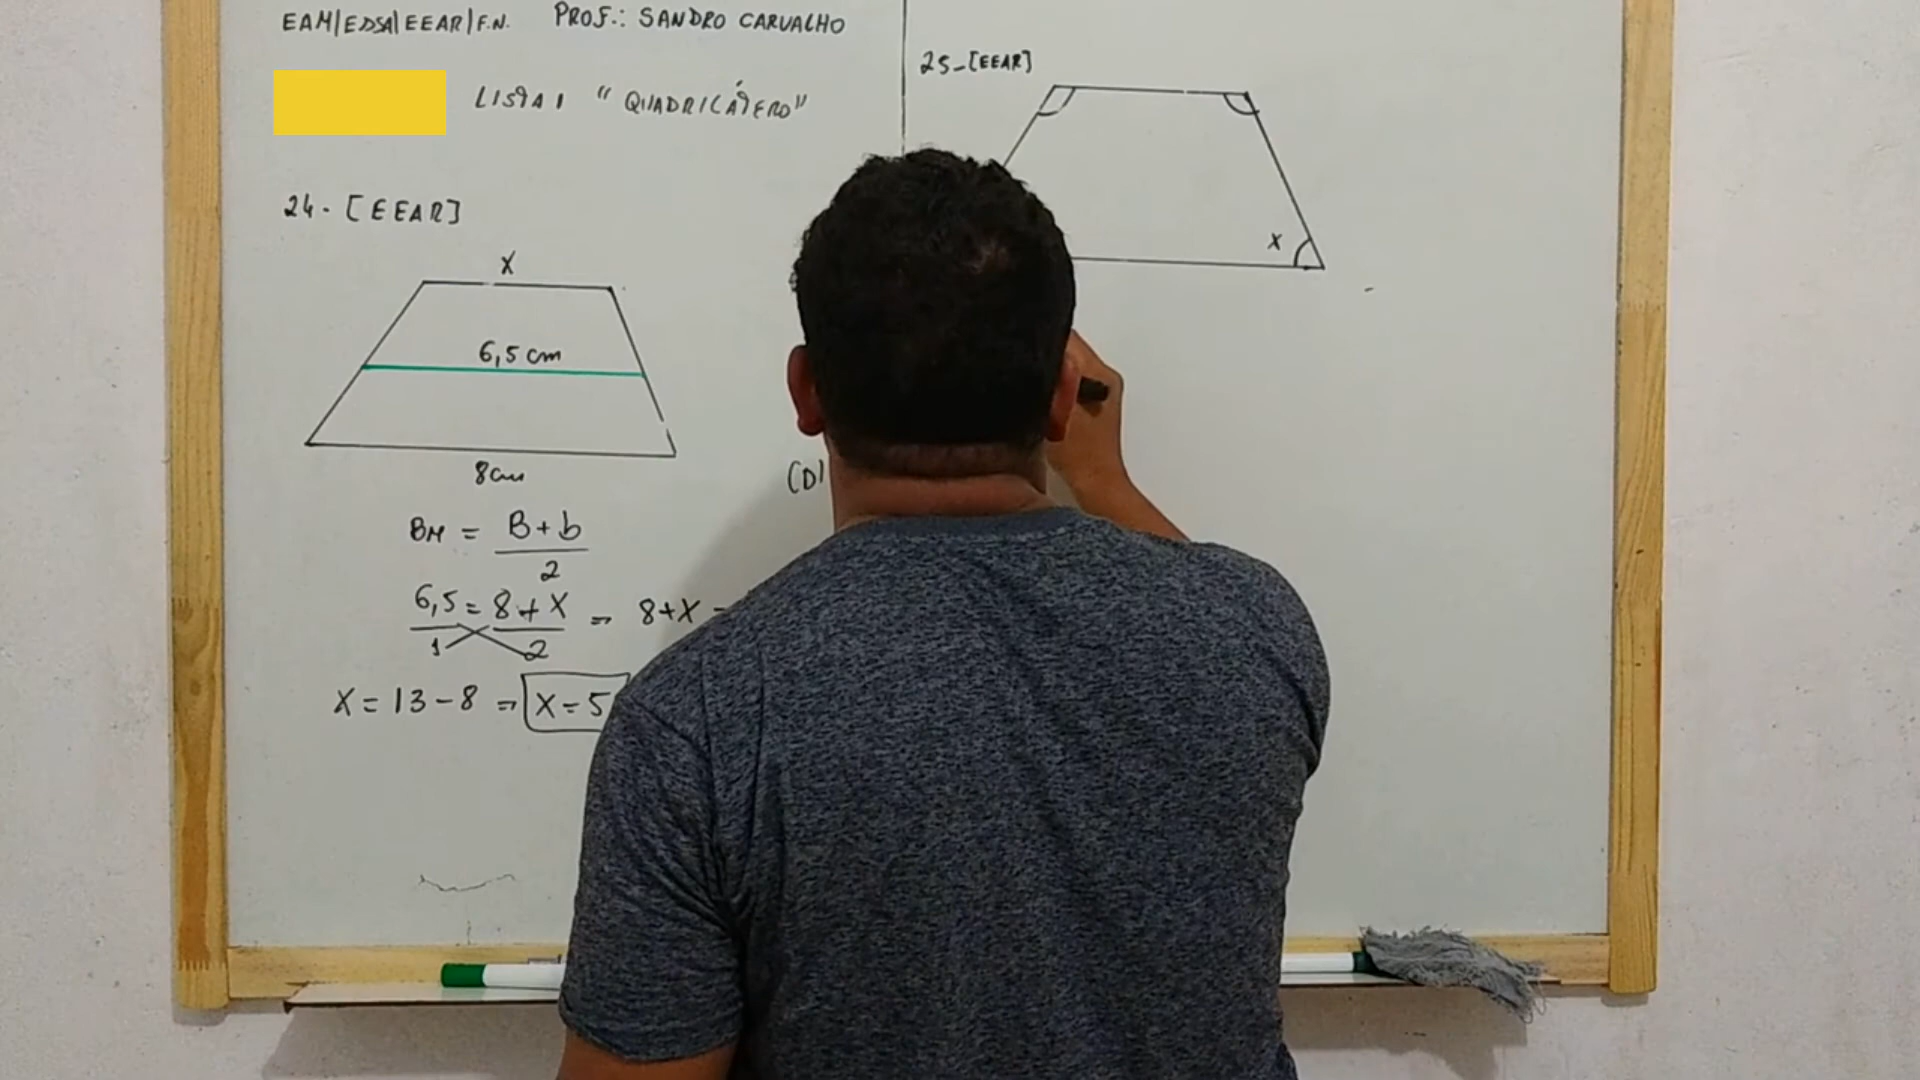 EAM|EDSA|EEAR|F.N. PROF.: SANDRO CARVALHO
LISTA 1 " QUADRILÁTERO"
24 - [EEAR]
X
6,5 cm
8cm
BM = B+b
2
6,5 = 8+X = 8+X =
1 2
X = 13 - 8 = X = 5
(D)
25-[EEAR]
x